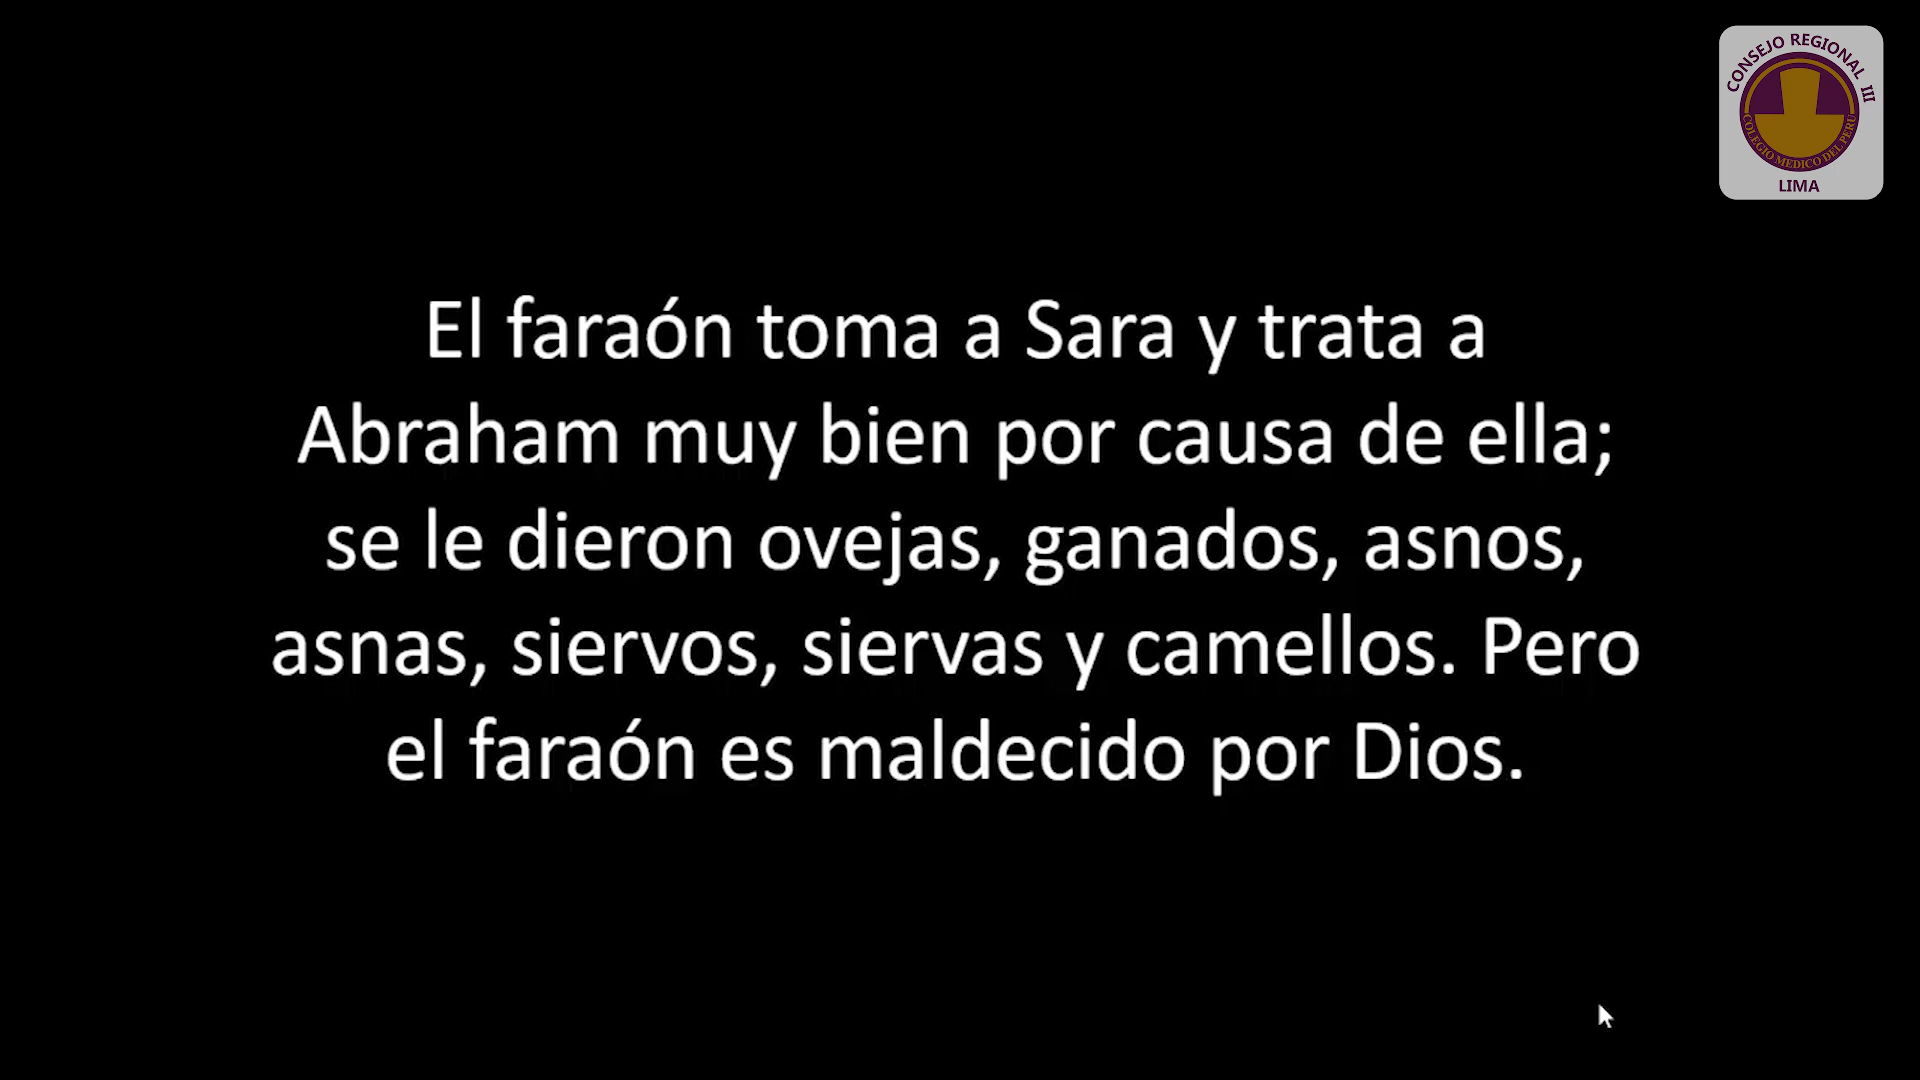 CONSEJO REGIONAL III
COLEGIO MEDICO DEL PERU
LIMA
El faraón toma a Sara y trata a
Abraham muy bien por causa de ella;
se le dieron ovejas, ganados, asnos,
asnas, siervos, siervas y camellos. Pero
el faraón es maldecido por Dios.